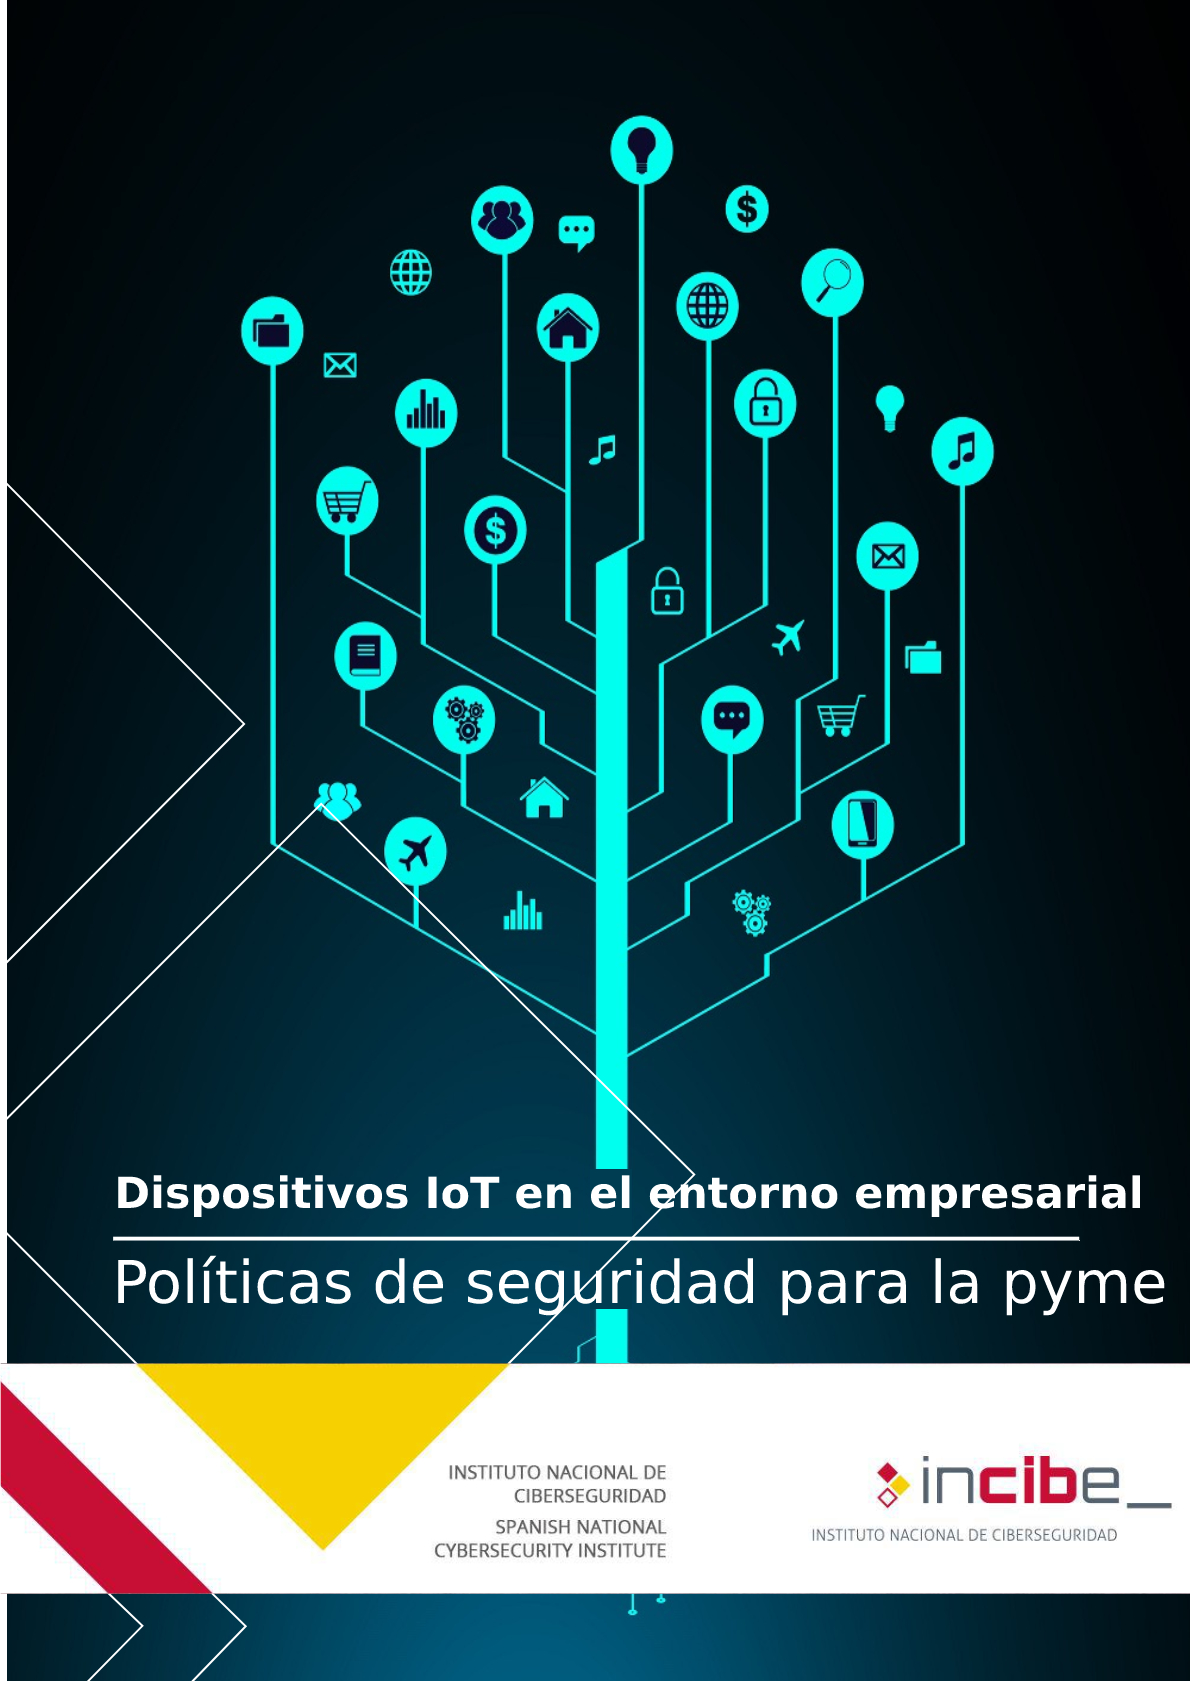 Dispositivos IoT en el entorno empresarial
Políticas de seguridad para la pyme
INSTITUTO NACIONAL DE
CIBERSEGURIDAD
SPANISH NATIONAL
CYBERSECURITY INSTITUTE
incibe_
INSTITUTO NACIONAL DE CIBERSEGURIDAD